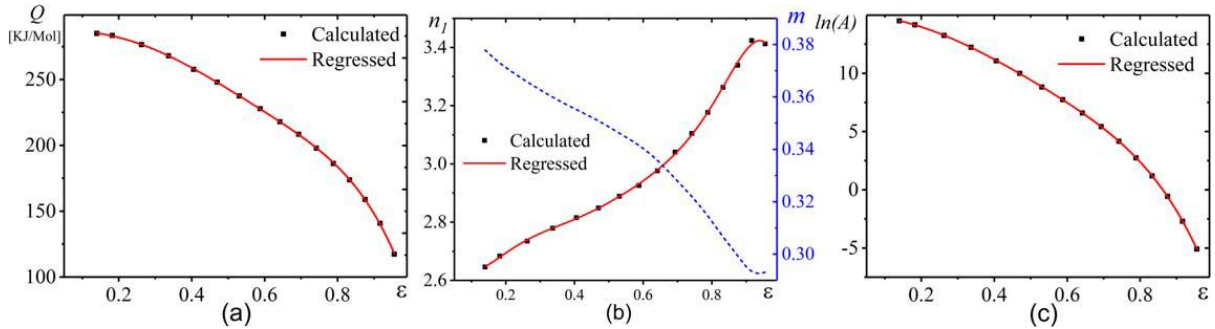 Q
[KJ/Mol]
250
200
150
100
0.2 0.4 0.6 0.8 ε
Calculated
Regressed
(a)
n1
3.4
3.2
3.0
2.8
2.6
0.2 0.4 0.6 0.8 ε
Calculated
Regressed
m
0.38
0.36
0.34
0.32
0.30
(b)
ln(A)
10
5
0
-5
0.2 0.4 0.6 0.8 ε
Calculated
Regressed
(c)